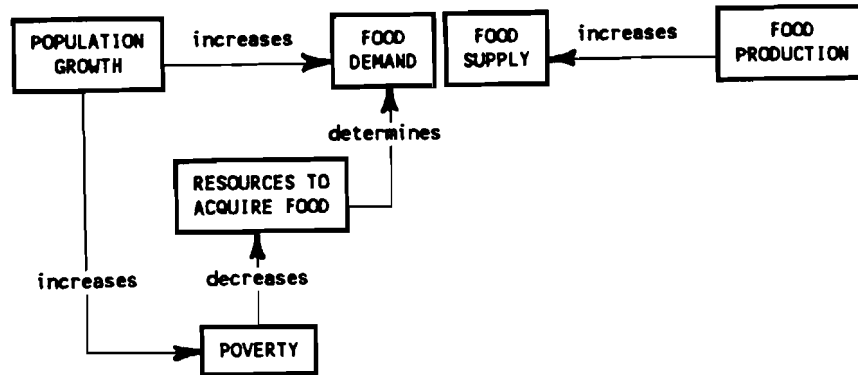 POPULATION
GROWTH
increases
FOOD
DEMAND
FOOD
SUPPLY
increases
FOOD
PRODUCTION
determines
RESOURCES TO
ACQUIRE FOOD
increases
decreases
POVERTY